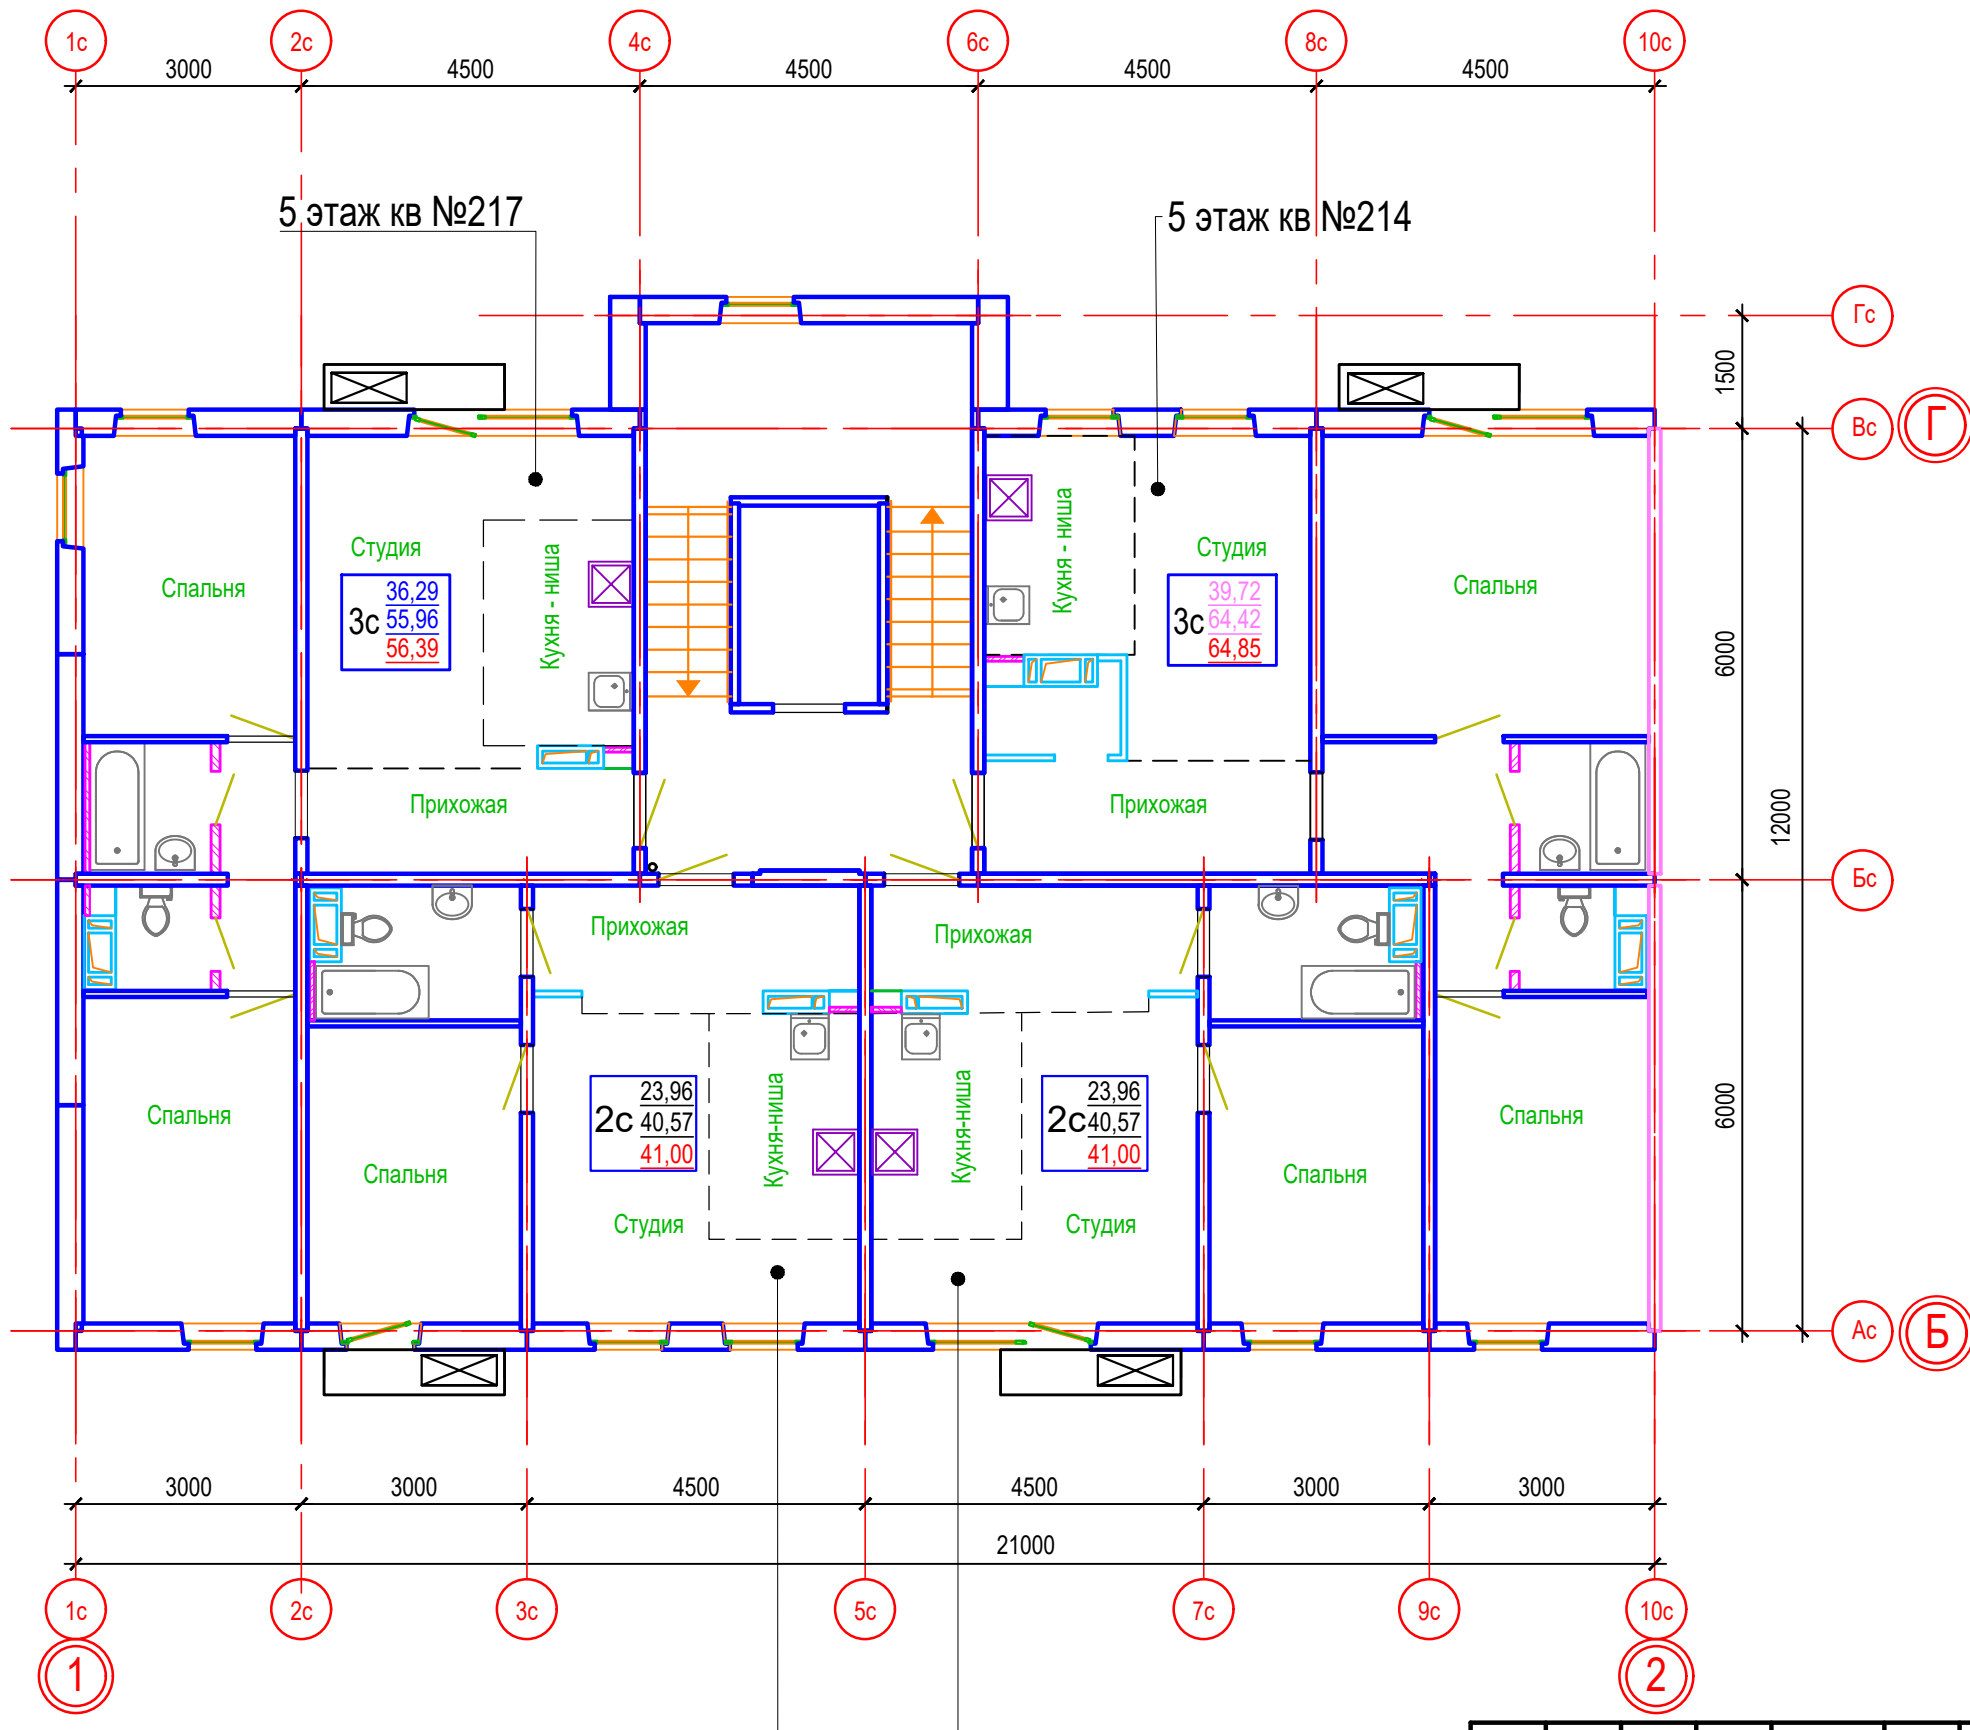 1с 2с 4с 6с 8с 10с
3000 4500 4500 4500 4500
5 этаж кв №217
5 этаж кв №214
Гс
1500
Вс Г
Студия
Кухня - ниша
Спальня
3с
36,29
55,96
56,39
Кухня - ниша
Студия
Спальня
3с
39,72
64,42
64,85
6000
12000
Прихожая
Прихожая
Бс
Прихожая
Прихожая
Спальня
Спальня
2с
23,96
40,57
41,00
Кухня-ниша
Студия
Кухня-ниша
2с
23,96
40,57
41,00
Студия
Спальня
Спальня
6000
Ас Б
3000 3000 4500 4500 3000 3000
21000
1с 2с 3с 5с 7с 9с 10с
1 2